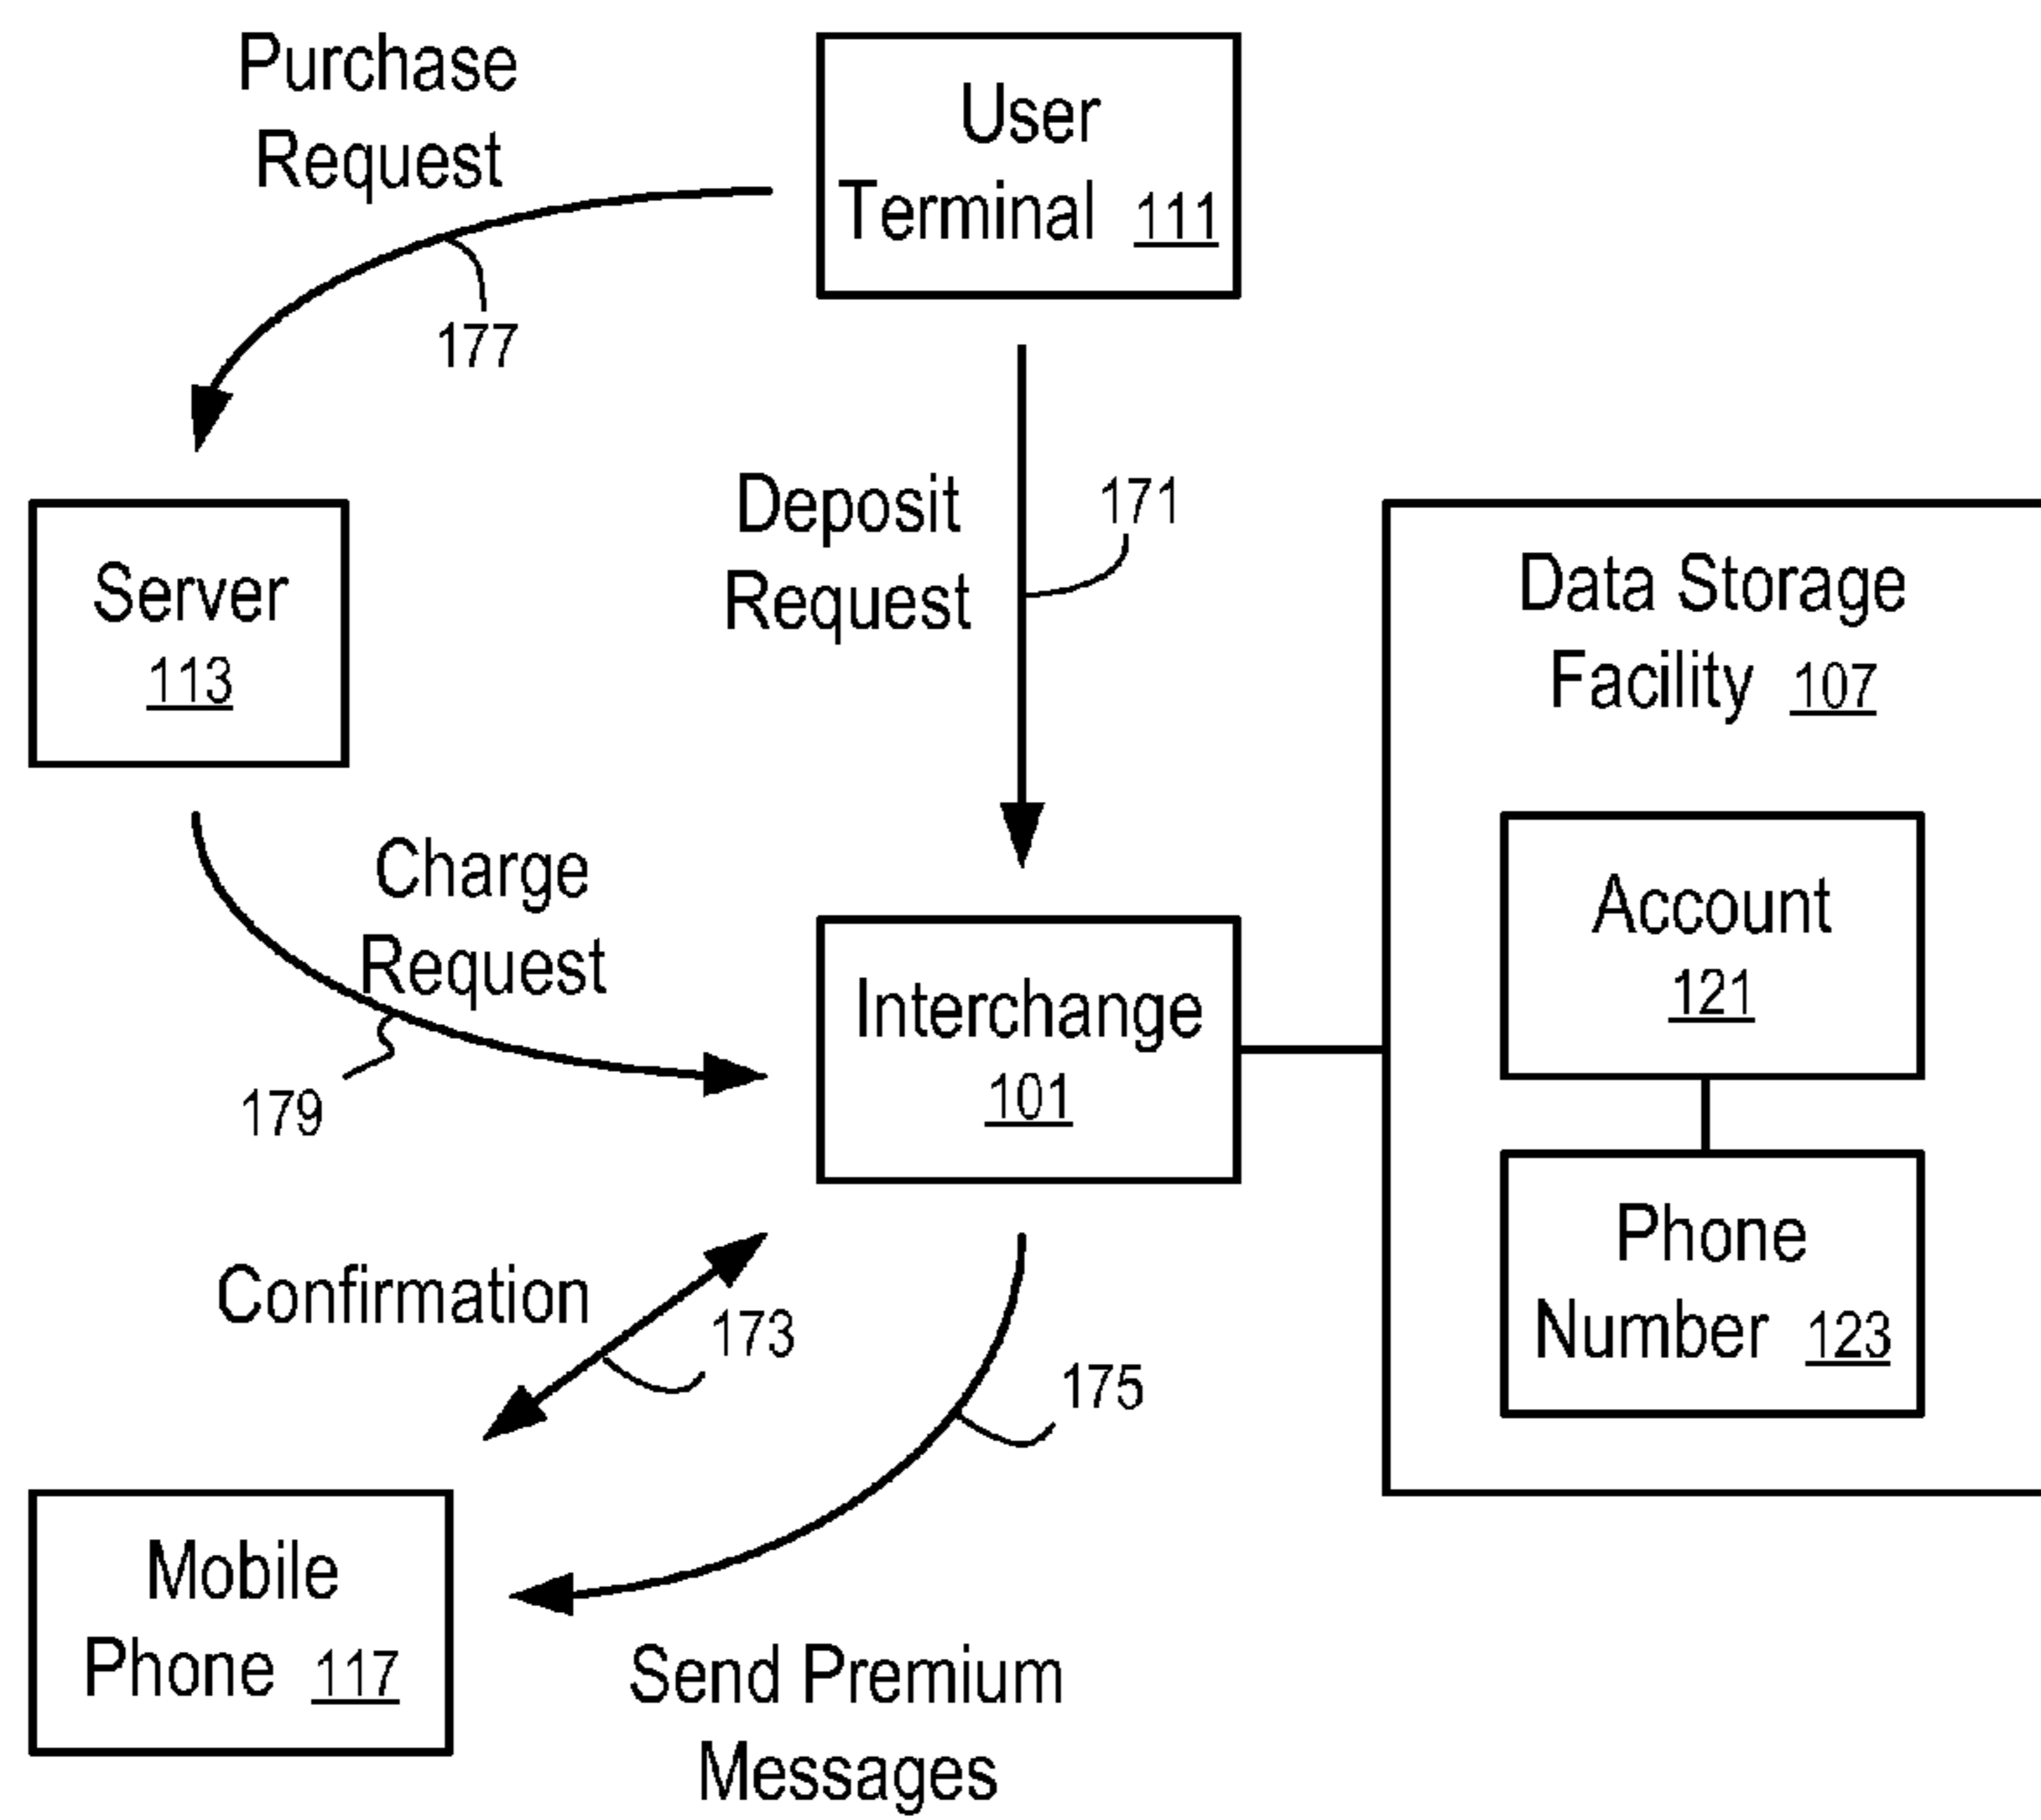 Purchase
Request
177
User
Terminal 111
Deposit
Request
171
Server
113
Data Storage
Facility 107
Account
121
Phone
Number 123
Charge
Request
179
Interchange
101
Confirmation
173
175
Mobile
Phone 117
Send Premium
Messages